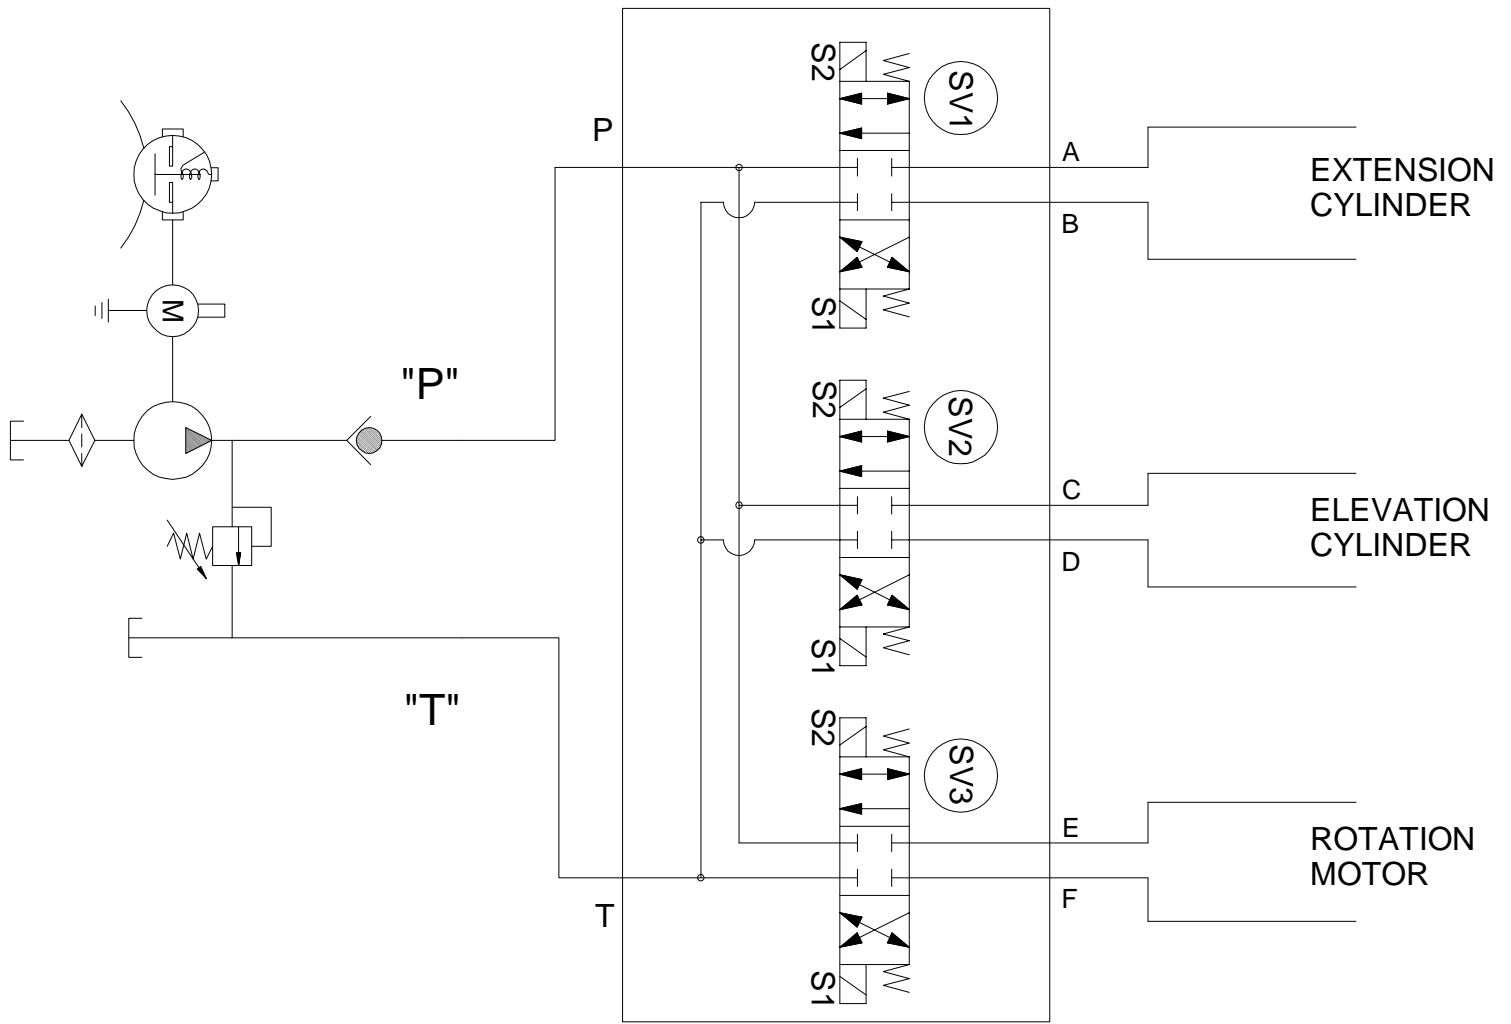 S2
SV1
P
A
EXTENSION
CYLINDER
B
S1
M
"P"
S2
SV2
C
ELEVATION
CYLINDER
D
S1
"T"
S2
SV3
E
ROTATION
MOTOR
F
T
S1